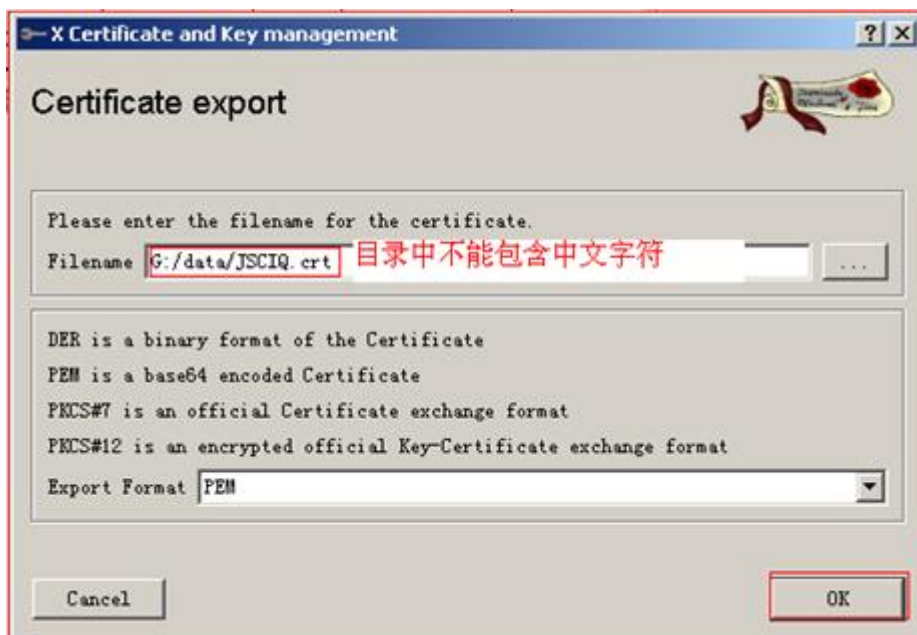 X Certificate and Key management
Certificate export
Please enter the filename for the certificate.
Filename G:/data/JSCIQ.crt 目录中不能包含中文字符 ...
DER is a binary format of the Certificate
PEM is a base64 encoded Certificate
PKCS#7 is an official Certificate exchange format
PKCS#12 is an encrypted official Key-Certificate exchange format
Export Format PEM
Cancel OK